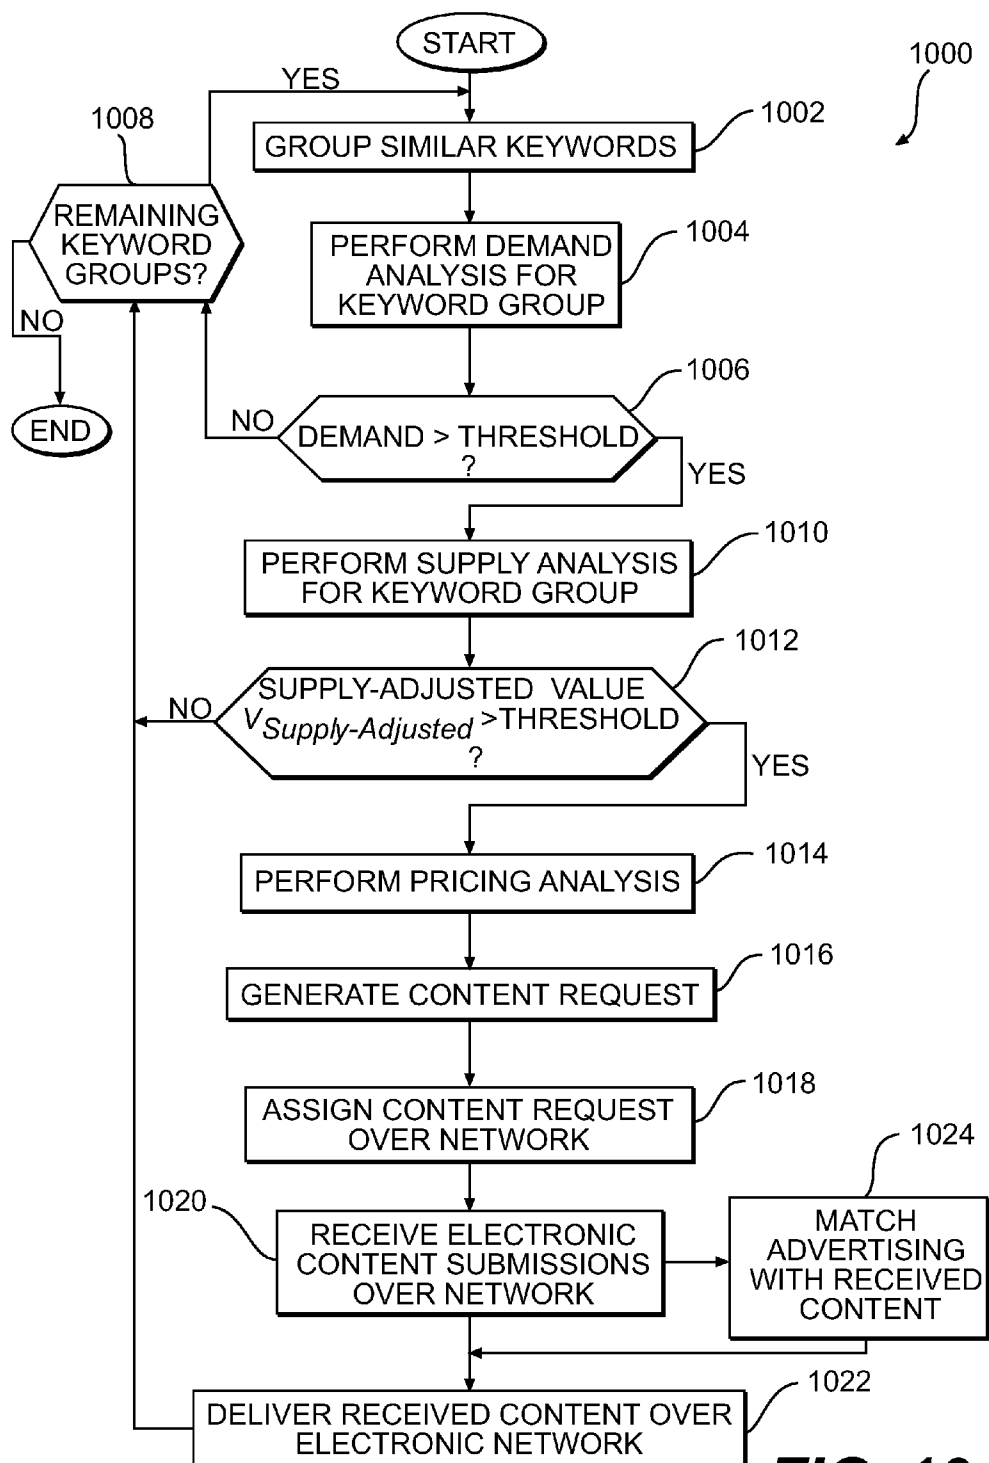 START
1000
YES
1002
1008
GROUP SIMILAR KEYWORDS
REMAINING
KEYWORD
GROUPS?
1004
PERFORM DEMAND
ANALYSIS FOR
KEYWORD GROUP
NO
END
1006
NO
DEMAND > THRESHOLD
?
YES
1010
PERFORM SUPPLY ANALYSIS
FOR KEYWORD GROUP
1012
NO
SUPPLY-ADJUSTED VALUE
V Supply-Adjusted >THRESHOLD
?
YES
1014
PERFORM PRICING ANALYSIS
1016
GENERATE CONTENT REQUEST
1018
ASSIGN CONTENT REQUEST
OVER NETWORK
1020
RECEIVE ELECTRONIC
CONTENT SUBMISSIONS
OVER NETWORK
1024
MATCH
ADVERTISING
WITH RECEIVED
CONTENT
1022
DELIVER RECEIVED CONTENT OVER
ELECTRONIC NETWORK